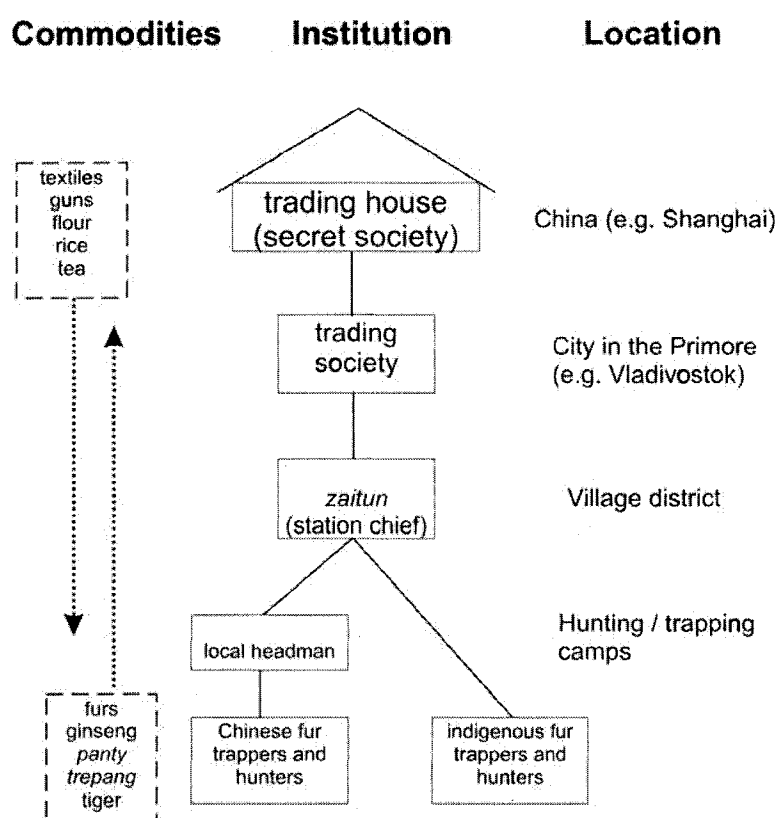 Commodities Institution Location
textiles
guns
flour
rice
tea
trading house
(secret society)
China (e.g. Shanghai)
trading
society
City in the Primore
(e.g. Vladivostok)
zaitun
(station chief)
Village district
local headman
Hunting / trapping
camps
furs
ginseng
panty
trepang
tiger
Chinese fur
trappers and
hunters
indigenous fur
trappers and
hunters